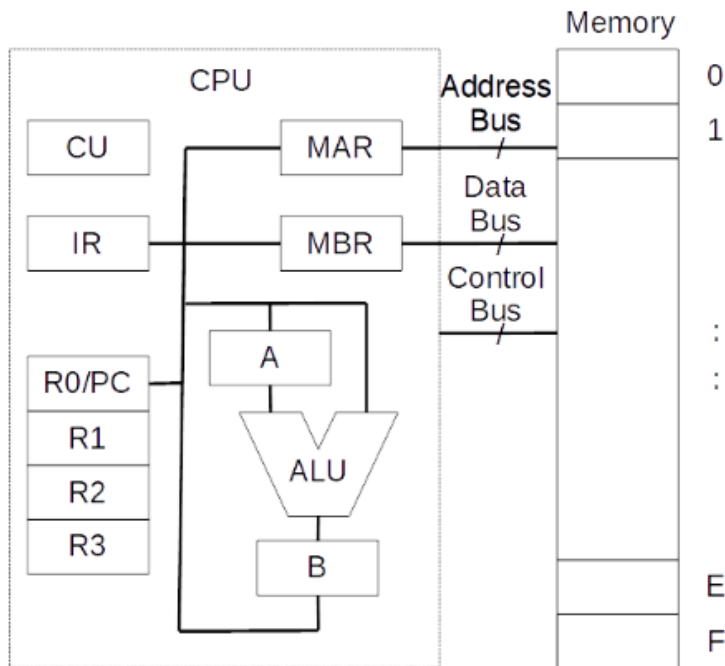 Memory
CPU
Address
Bus
0
1
CU
MAR
Data
Bus
IR
MBR
Control
Bus
:
:
A
R0/PC
R1
ALU
R2
R3
B
E
F